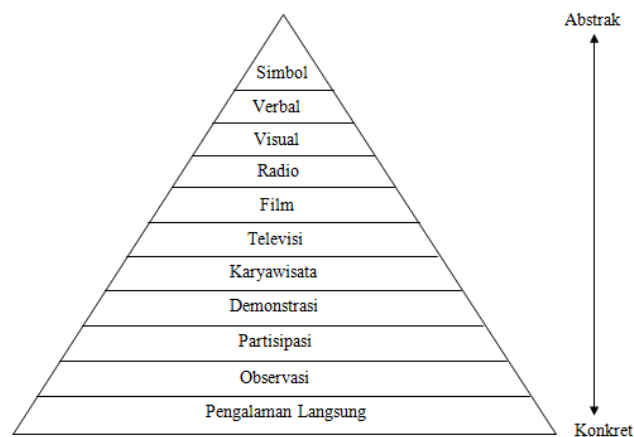 Abstrak
Simbol
Verbal
Visual
Radio
Film
Televisi
Karyawisata
Demonstrasi
Partisipasi
Observasi
Pengalaman Langsung
Konkret